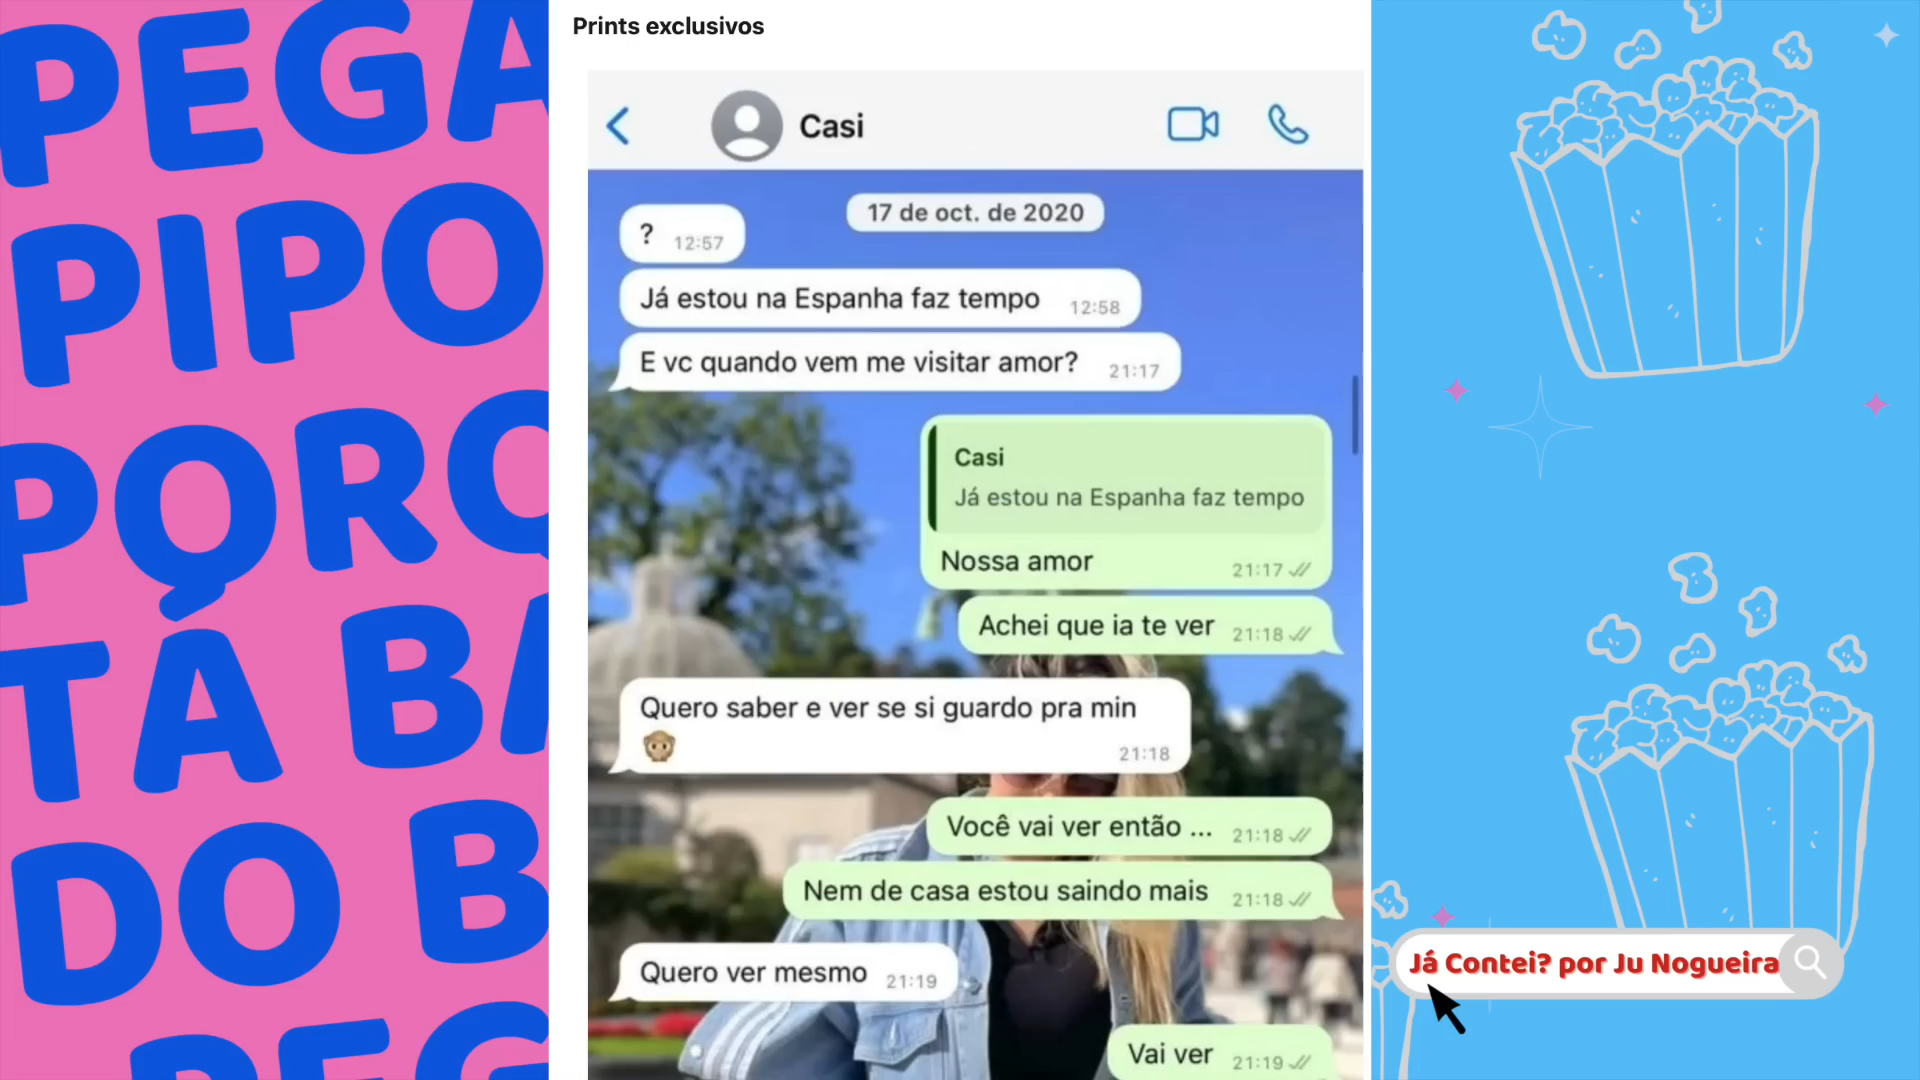 PEGA
PIPO
PORQ
TÁ BA
DO B
PEG
Prints exclusivos
Casi
17 de oct. de 2020
? 12:57
Já estou na Espanha faz tempo 12:58
E vc quando vem me visitar amor? 21:17
Casi
Já estou na Espanha faz tempo
Nossa amor 21:17
Achei que ia te ver 21:18
Quero saber e ver se si guardo pra min
🙊 21:18
Você vai ver então ... 21:18
Nem de casa estou saindo mais 21:18
Quero ver mesmo 21:19
Vai ver 21:19
Já Contei? por Ju Nogueira